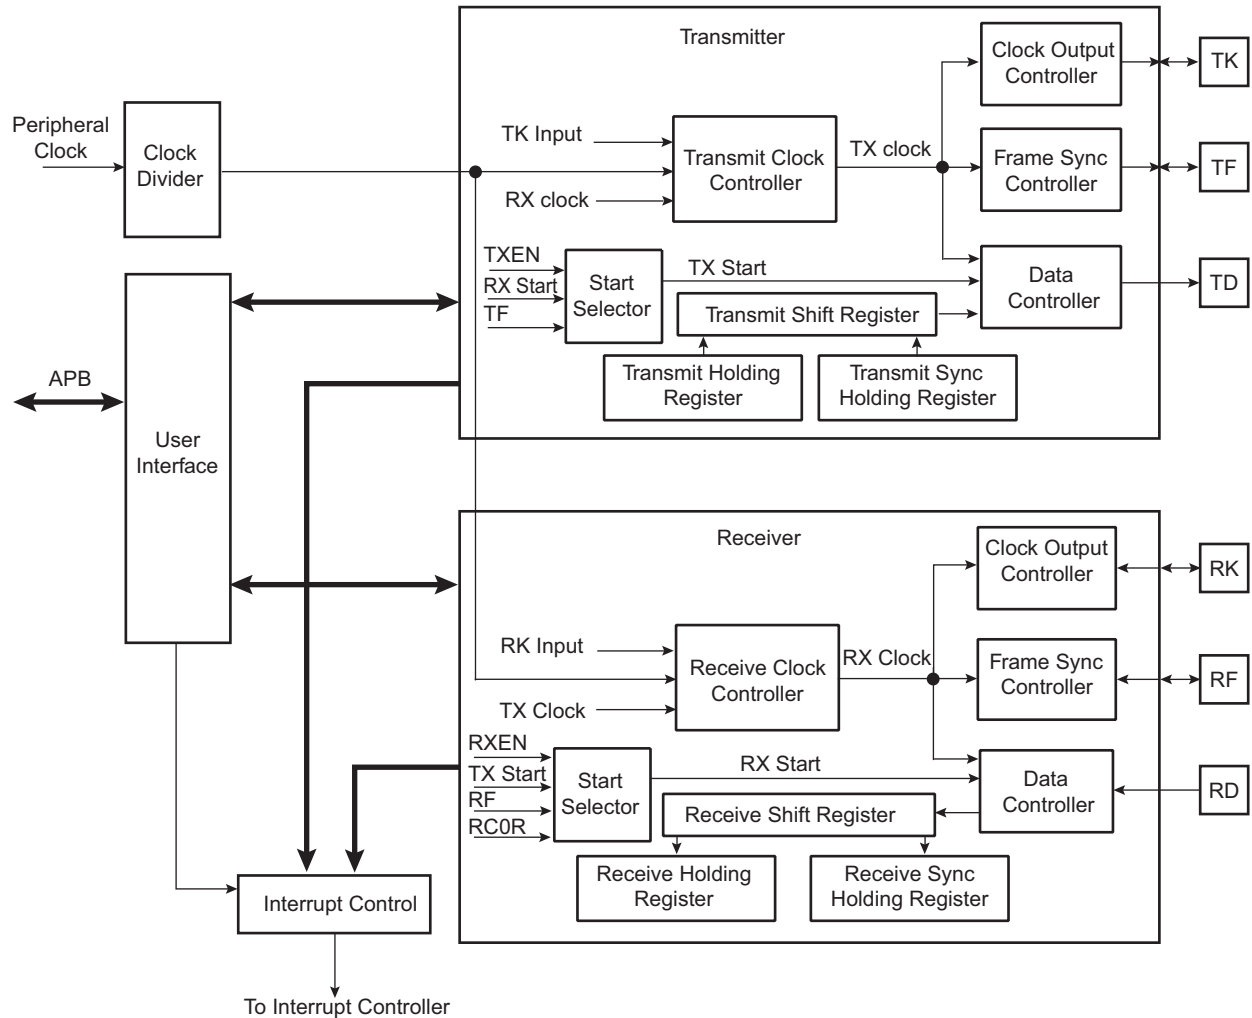 Transmitter
Clock Output
Controller
TK
Peripheral
Clock
Clock
Divider
TK Input
RX clock
Transmit Clock
Controller
TX clock
Frame Sync
Controller
TF
TXEN
RX Start
TF
Start
Selector
TX Start
Data
Controller
TD
Transmit Shift Register
Transmit Holding
Register
Transmit Sync
Holding Register
APB
User
Interface
Receiver
Clock Output
Controller
RK
RK Input
TX Clock
Receive Clock
Controller
RX Clock
Frame Sync
Controller
RF
RXEN
TX Start
RF
RC0R
Start
Selector
RX Start
Data
Controller
RD
Receive Shift Register
Receive Holding
Register
Receive Sync
Holding Register
Interrupt Control
To Interrupt Controller